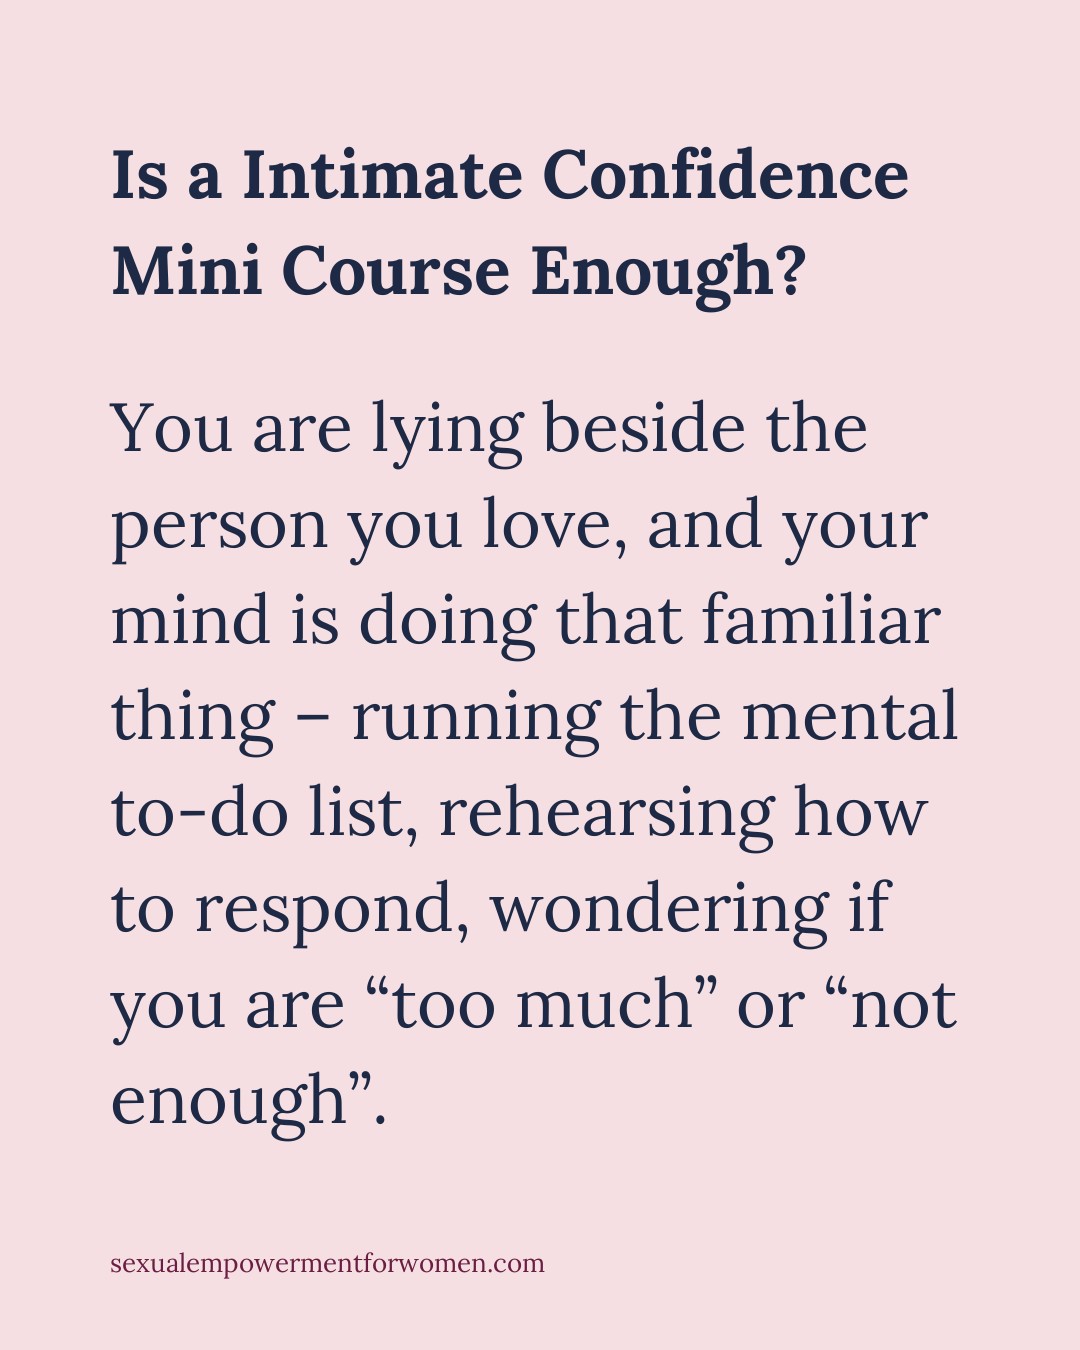 Is a Intimate Confidence
Mini Course Enough?
You are lying beside the
person you love, and your
mind is doing that familiar
thing – running the mental
to-do list, rehearsing how
to respond, wondering if
you are “too much” or “not
enough”.
sexualempowermentforwomen.com